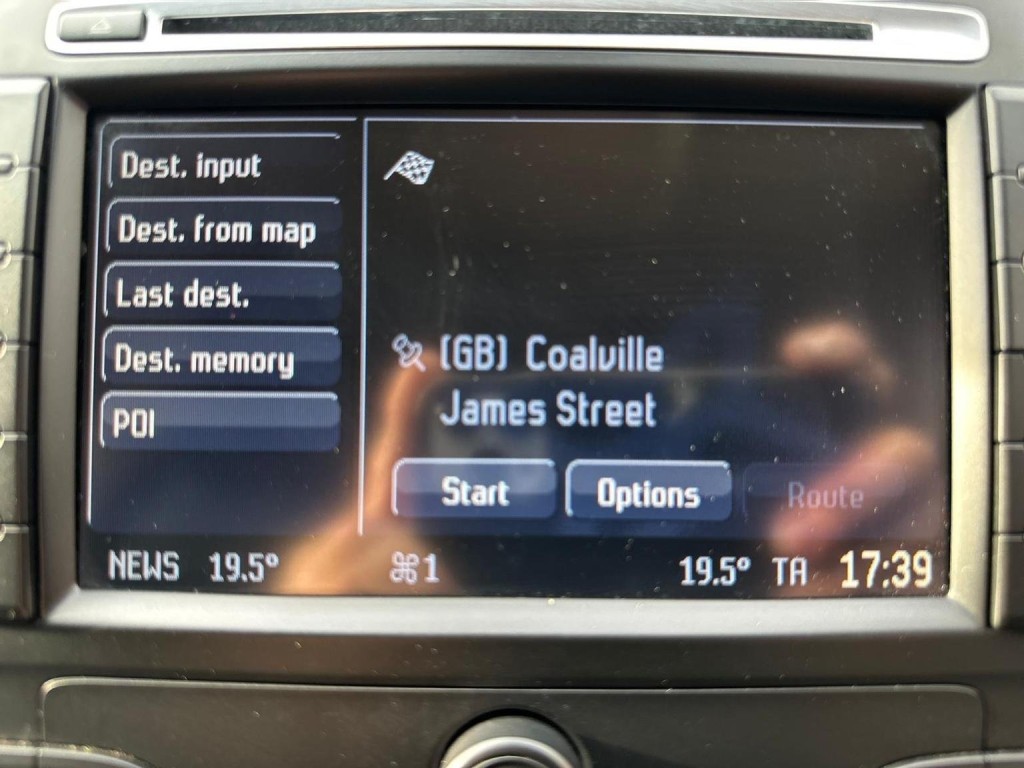 Dest. input
Dest. from map
Last dest.
Dest. memory
POI
(GB) Coalville
James Street
Start Options Route
NEWS 19.5° ⌘1 19.5° TA 17:39